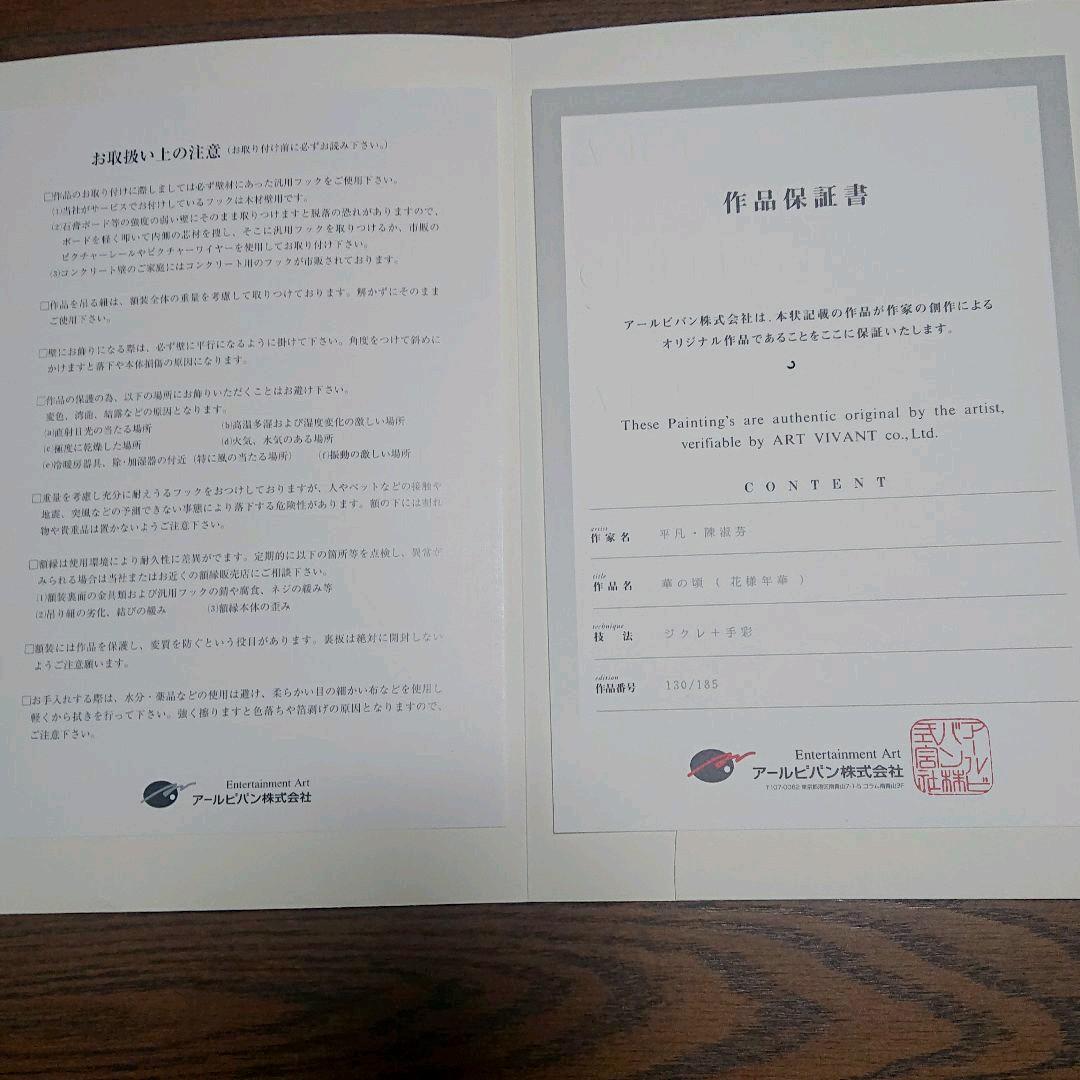 お取扱い上の注意（お取り付け前に必ずお読み下さい。）
□作品のお取り付けに際しましては必ず壁材にあった汎用フックをご使用下さい。
(1)当社がサービスでお付けしているフックは木材壁用です。
(2)石膏ボード等の強度の弱い壁にそのまま取りつけますと脱落の恐れがありますので、
ボードを軽く叩いて内側の芯材を捜し、そこに汎用フックを取りつけるか、市販の
ピクチャーレールやピクチャーワイヤーを使用してお取り付け下さい。
(3)コンクリート壁のご家庭にはコンクリート用のフックが市販されております。
□作品を吊る紐は、額装全体の重量を考慮して取りつけております。解かずにそのまま
ご使用下さい。
□壁にお飾りになる際は、必ず壁に平行になるように掛けて下さい。角度をつけて斜めに
かけますと落下や本体損傷の原因になります。
□作品の保護の為、以下の場所にお飾りいただくことはお避け下さい。
変色、湾曲、結露などの原因となります。
(a)直射日光の当たる場所 (b)高温多湿および湿度変化の激しい場所
(c)極度に乾燥した場所 (d)火気、水気のある場所
(e)冷暖房器具、除・加湿器の付近（特に風の当たる場所） (f)振動の激しい場所
□重量を考慮し充分に耐えうるフックをおつけしておりますが、人やペットなどの接触や
地震、突風などの予測できない事態により落下する危険性があります。額の下には割れ
物や貴重品は置かないようご注意下さい。
□額縁は使用環境により耐久性に差異がでます。定期的に以下の箇所等を点検し、異常が
みられる場合は当社またはお近くの額縁販売店にご相談下さい。
(1)額装裏面の金具類および汎用フックの錆や腐食、ネジの緩み等
(2)吊り紐の劣化、結びの緩み (3)額縁本体の歪み
□額装には作品を保護し、変質を防ぐという役目があります。裏板は絶対に開封しない
ようご注意願います。
□お手入れする際は、水分・薬品などの使用は避け、柔らかい目の細かい布などを使用し
軽くから拭きを行って下さい。強く擦りますと色落ちや箔剥げの原因となりますので、
ご注意下さい。
Entertainment Art
アールビバン株式会社
作品保証書
アールビバン株式会社は、本状記載の作品が作家の創作による
オリジナル作品であることをここに保証いたします。
These Painting's are authentic original by the artist,
verifiable by ART VIVANT co., Ltd.
CONTENT
artist
作家名 平凡・陳淑芬
title
作品名 華の頃（花様年華）
technique
技 法 ジクレ＋手彩
edition
作品番号 130/185
Entertainment Art
アールビバン株式会社
〒107-0062 東京都港区南青山7-1-5 コラム南青山3F
アールビバン株式会社